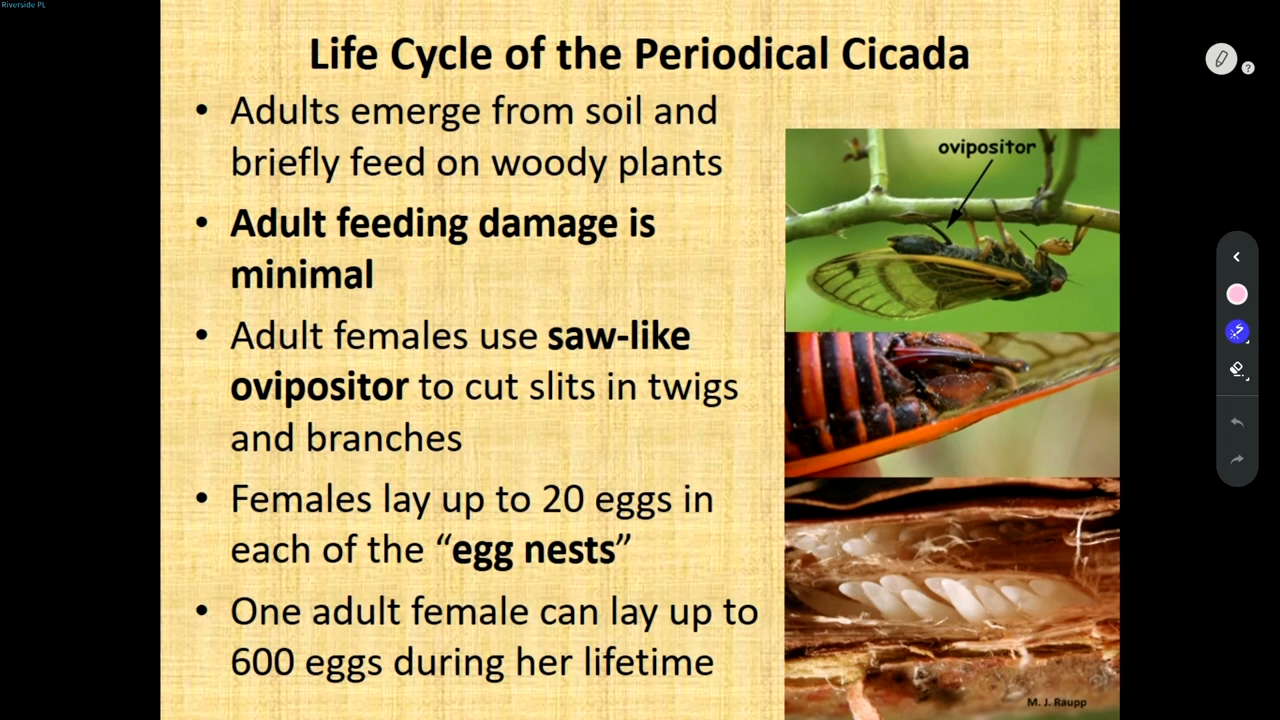 Riverside PL
Life Cycle of the Periodical Cicada
• Adults emerge from soil and
briefly feed on woody plants
• Adult feeding damage is
minimal
• Adult females use saw-like
ovipositor to cut slits in twigs
and branches
• Females lay up to 20 eggs in
each of the “egg nests”
• One adult female can lay up to
600 eggs during her lifetime
ovipositor
M. J. Raupp
?